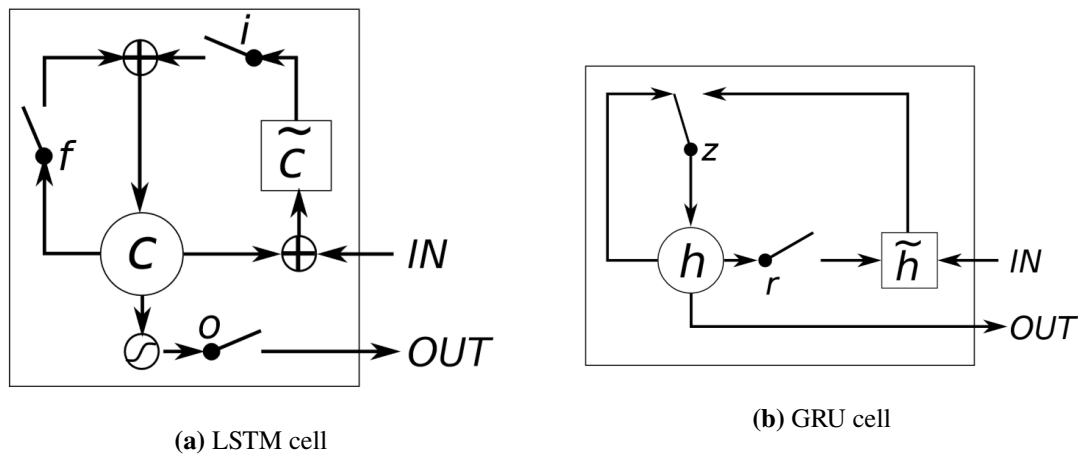 i
f
c̃
c
IN
o
OUT
(a) LSTM cell
z
h
r
h̃
IN
OUT
(b) GRU cell